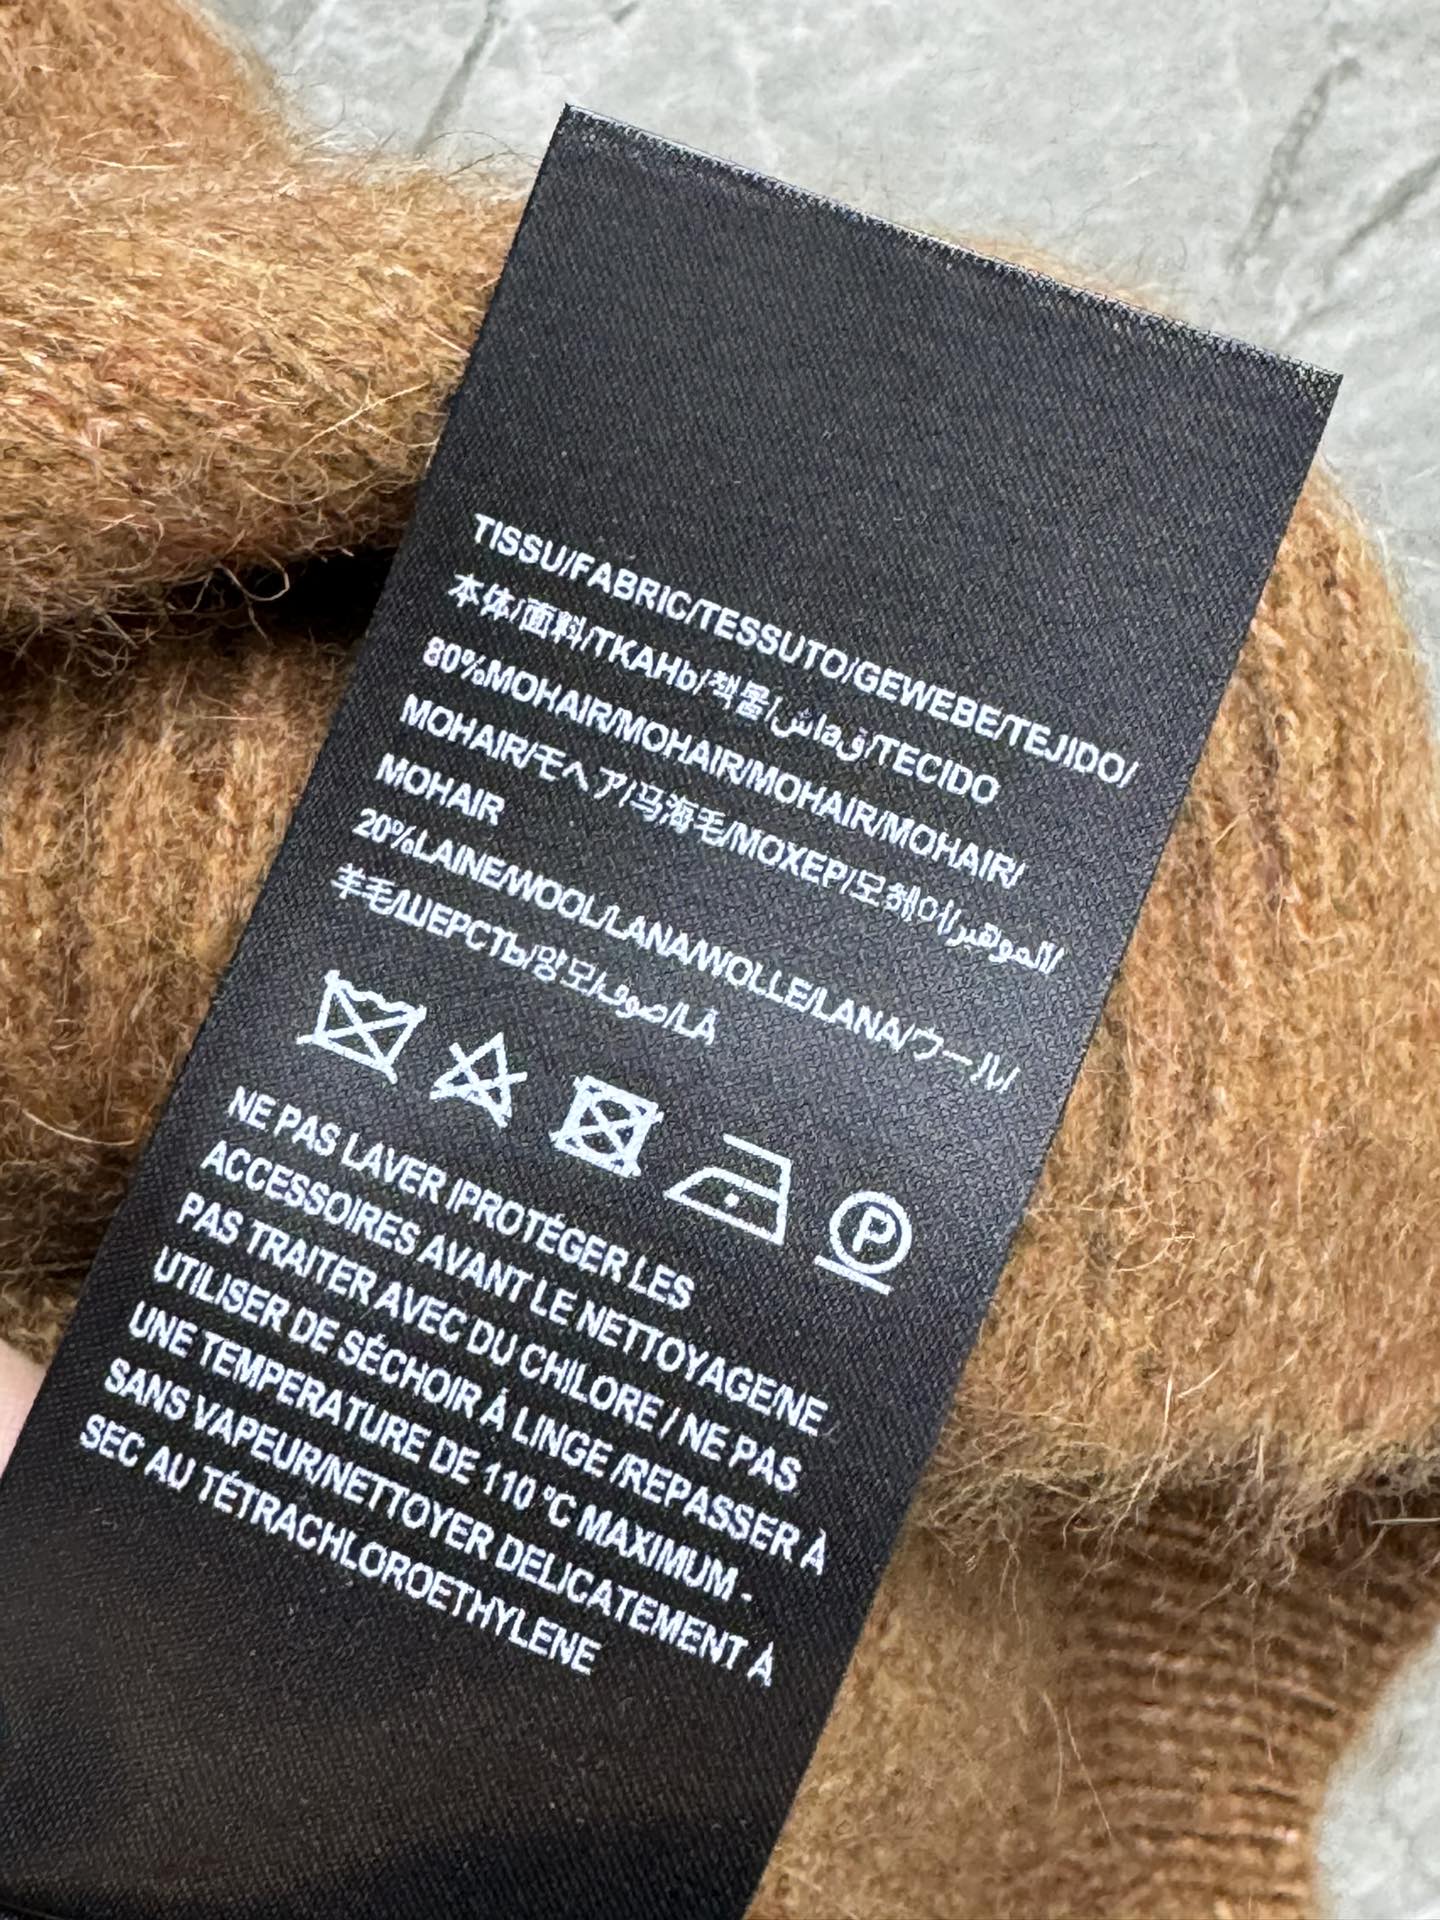 TISSU/FABRIC/TESSUTO/GEWEBE/TEJIDO/
本体/面料/TKAHb/책물/قماش/TECIDO
80%MOHAIR/MOHAIR/MOHAIR/MOHAIR/
MOHAIR/モヘア/马海毛/MOXEP/모헤어/الموهير/
MOHAIR
20%LAINE/WOOL/LANA/WOLLE/LANA/ウール/
羊毛/ШЕРСТЬ/양모/صوف/LÀ
P
NE PAS LAVER /PROTÉGER LES
ACCESSOIRES AVANT LE NETTOYAGE/NE
PAS TRAITER AVEC DU CHILORE / NE PAS
UTILISER DE SÉCHOIR À LINGE /REPASSER À
UNE TEMPERATURE DE 110 °C MAXIMUM -
SANS VAPEUR/NETTOYER DELICATEMENT À
SEC AU TÉTRACHLOROETHYLENE